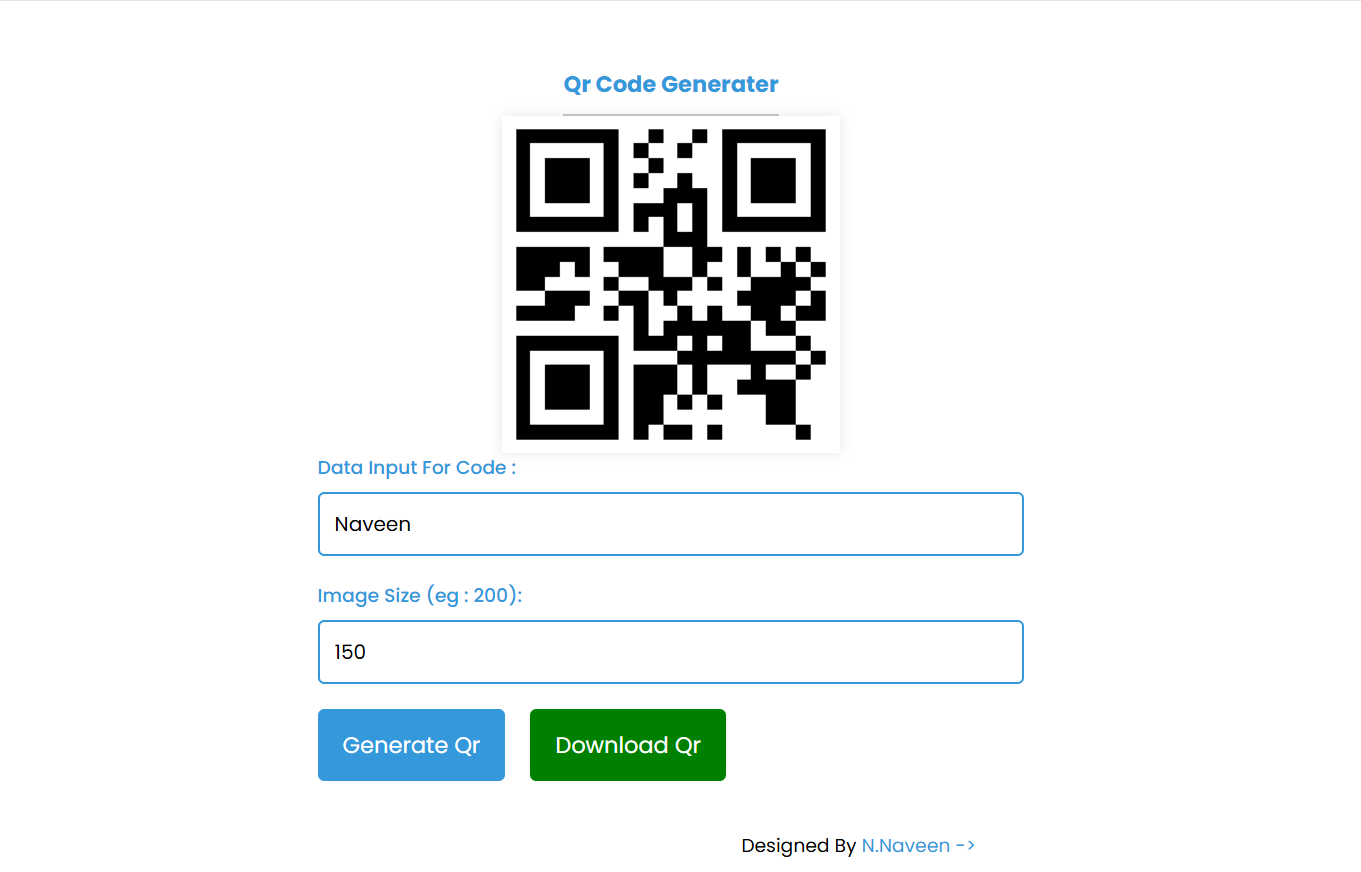 Qr Code Generater
Data Input For Code :
Naveen
Image Size (eg : 200):
150
Generate Qr Download Qr
Designed By N.Naveen ->